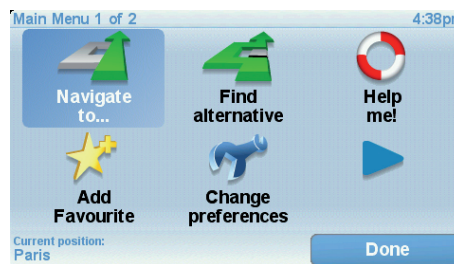 Main Menu 1 of 2
4:38p
Navigate
to...
Find
alternative
Help
me!
Add
Favourite
Change
preferences
Current position:
Paris
Done